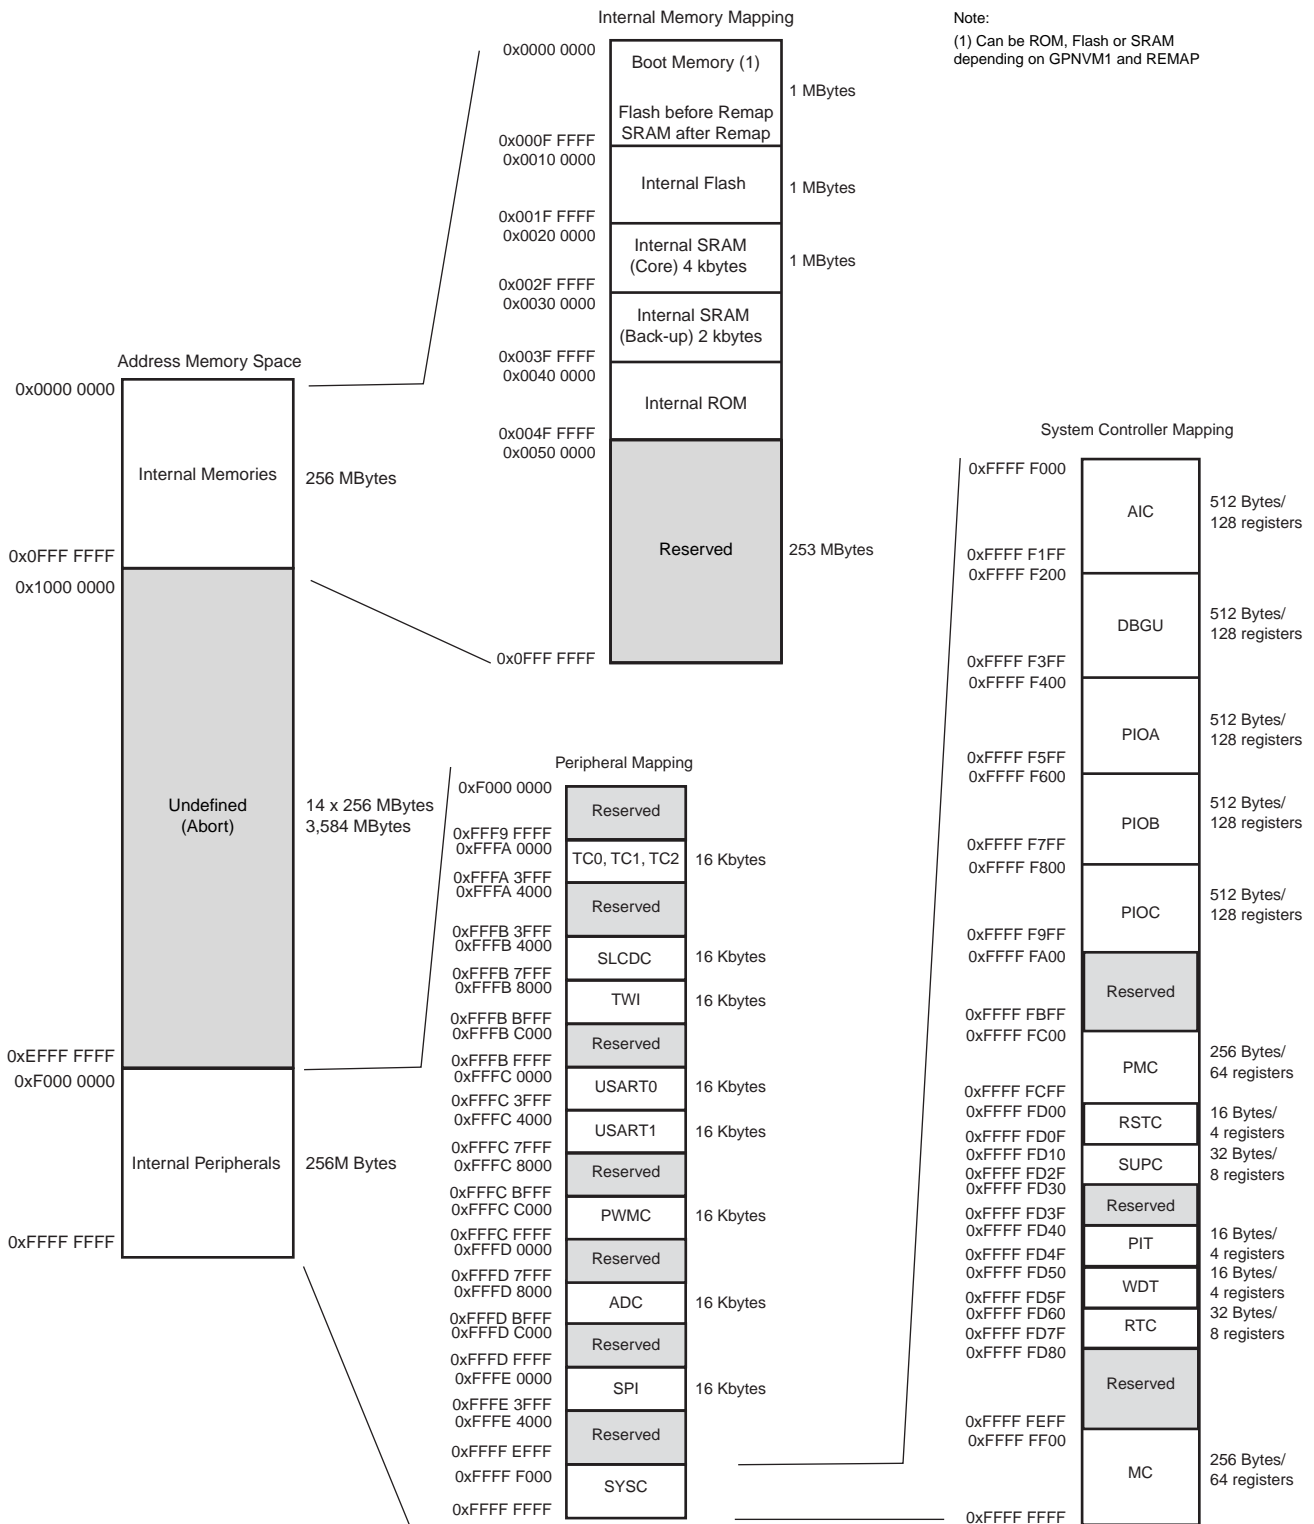 Internal Memory Mapping
0x0000 0000
Boot Memory (1)
Flash before Remap
SRAM after Remap
1 MBytes
0x000F FFFF
0x0010 0000
Internal Flash
1 MBytes
0x001F FFFF
0x0020 0000
Internal SRAM
(Core) 4 kbytes
1 MBytes
0x002F FFFF
0x0030 0000
Internal SRAM
(Back-up) 2 kbytes
0x003F FFFF
0x0040 0000
Internal ROM
0x004F FFFF
0x0050 0000
Reserved
253 MBytes
0x0FFF FFFF
Note:
(1) Can be ROM, Flash or SRAM
depending on GPNVM1 and REMAP
Address Memory Space
0x0000 0000
Internal Memories
256 MBytes
0x0FFF FFFF
0x1000 0000
Undefined
(Abort)
14 x 256 MBytes
3,584 MBytes
0xEFFF FFFF
0xF000 0000
Internal Peripherals
256M Bytes
0xFFFF FFFF
Peripheral Mapping
0xF000 0000
Reserved
0xFFF9 FFFF
0xFFFA 0000
TC0, TC1, TC2
16 Kbytes
0xFFFA 3FFF
0xFFFA 4000
Reserved
0xFFFB 3FFF
0xFFFB 4000
SLCDC
16 Kbytes
0xFFFB 7FFF
0xFFFB 8000
TWI
16 Kbytes
0xFFFB BFFF
0xFFFB C000
Reserved
0xFFFB FFFF
0xFFFC 0000
USART0
16 Kbytes
0xFFFC 3FFF
0xFFFC 4000
USART1
16 Kbytes
0xFFFC 7FFF
0xFFFC 8000
Reserved
0xFFFC BFFF
0xFFFC C000
PWMC
16 Kbytes
0xFFFC FFFF
0xFFFD 0000
Reserved
0xFFFD 7FFF
0xFFFD 8000
ADC
16 Kbytes
0xFFFD BFFF
0xFFFD C000
Reserved
0xFFFD FFFF
0xFFFE 0000
SPI
16 Kbytes
0xFFFE 3FFF
0xFFFE 4000
Reserved
0xFFFF EFFF
0xFFFF F000
SYSC
0xFFFF FFFF
System Controller Mapping
0xFFFF F000
AIC
512 Bytes/
128 registers
0xFFFF F1FF
0xFFFF F200
DBGU
512 Bytes/
128 registers
0xFFFF F3FF
0xFFFF F400
PIOA
512 Bytes/
128 registers
0xFFFF F5FF
0xFFFF F600
PIOB
512 Bytes/
128 registers
0xFFFF F7FF
0xFFFF F800
PIOC
512 Bytes/
128 registers
0xFFFF F9FF
0xFFFF FA00
Reserved
0xFFFF FBFF
0xFFFF FC00
PMC
256 Bytes/
64 registers
0xFFFF FCFF
0xFFFF FD00
RSTC
16 Bytes/
4 registers
0xFFFF FD0F
0xFFFF FD10
SUPC
32 Bytes/
8 registers
0xFFFF FD2F
0xFFFF FD30
Reserved
0xFFFF FD3F
0xFFFF FD40
PIT
16 Bytes/
4 registers
0xFFFF FD4F
0xFFFF FD50
WDT
16 Bytes/
4 registers
0xFFFF FD5F
0xFFFF FD60
RTC
32 Bytes/
8 registers
0xFFFF FD7F
0xFFFF FD80
Reserved
0xFFFF FEFF
0xFFFF FF00
MC
256 Bytes/
64 registers
0xFFFF FFFF